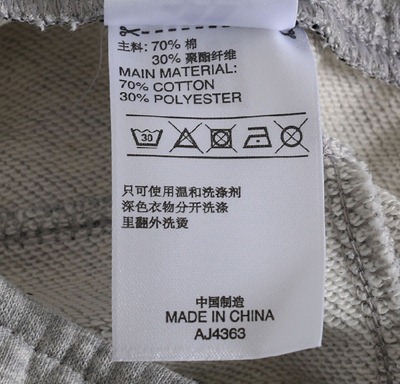 主料: 70% 棉
30% 聚酯纤维
MAIN MATERIAL:
70% COTTON
30% POLYESTER
30
只可使用温和洗涤剂
深色衣物分开洗涤
里翻外洗烫
中国制造
MADE IN CHINA
AJ4363